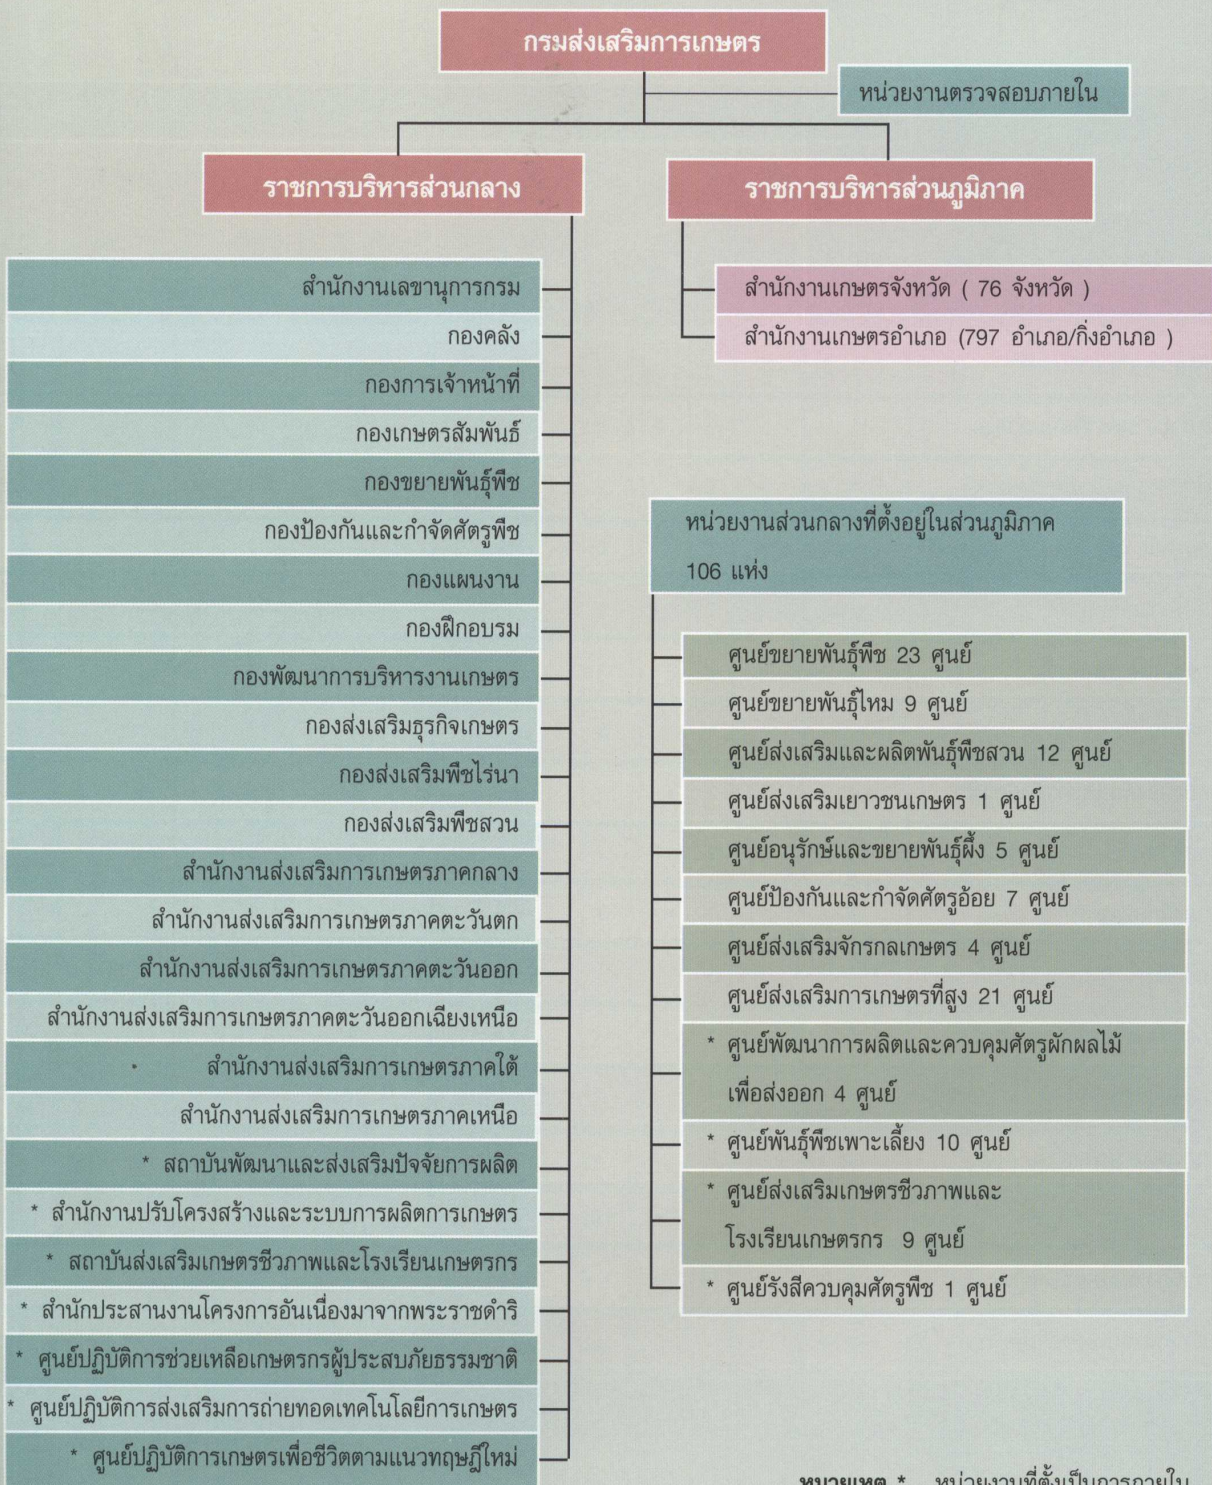 กรมส่งเสริมการเกษตร
หน่วยงานตรวจสอบภายใน
ราชการบริหารส่วนกลาง
สำนักงานเลขานุการกรม
กองคลัง
กองการเจ้าหน้าที่
กองเกษตรสัมพันธ์
กองขยายพันธุ์พืช
กองป้องกันและกำจัดศัตรูพืช
กองแผนงาน
กองฝึกอบรม
กองพัฒนาการบริหารงานเกษตร
กองส่งเสริมธุรกิจเกษตร
กองส่งเสริมพืชไร่นา
กองส่งเสริมพืชสวน
สำนักงานส่งเสริมการเกษตรภาคกลาง
สำนักงานส่งเสริมการเกษตรภาคตะวันตก
สำนักงานส่งเสริมการเกษตรภาคตะวันออก
สำนักงานส่งเสริมการเกษตรภาคตะวันออกเฉียงเหนือ
สำนักงานส่งเสริมการเกษตรภาคใต้
สำนักงานส่งเสริมการเกษตรภาคเหนือ
* สถาบันพัฒนาและส่งเสริมปัจจัยการผลิต
* สำนักงานปรับโครงสร้างและระบบการผลิตการเกษตร
* สถาบันส่งเสริมเกษตรชีวภาพและโรงเรียนเกษตรกร
* สำนักประสานงานโครงการอันเนื่องมาจากพระราชดำริ
* ศูนย์ปฏิบัติการช่วยเหลือเกษตรกรผู้ประสบภัยธรรมชาติ
* ศูนย์ปฏิบัติการส่งเสริมการถ่ายทอดเทคโนโลยีการเกษตร
* ศูนย์ปฏิบัติการเกษตรเพื่อชีวิตตามแนวทฤษฎีใหม่
ราชการบริหารส่วนภูมิภาค
สำนักงานเกษตรจังหวัด ( 76 จังหวัด )
สำนักงานเกษตรอำเภอ (797 อำเภอ/กิ่งอำเภอ )
หน่วยงานส่วนกลางที่ตั้งอยู่ในส่วนภูมิภาค
106 แห่ง
ศูนย์ขยายพันธุ์พืช 23 ศูนย์
ศูนย์ขยายพันธุ์ไหม 9 ศูนย์
ศูนย์ส่งเสริมและผลิตพันธุ์พืชสวน 12 ศูนย์
ศูนย์ส่งเสริมเยาวชนเกษตร 1 ศูนย์
ศูนย์อนุรักษ์และขยายพันธุ์ผึ้ง 5 ศูนย์
ศูนย์ป้องกันและกำจัดศัตรูอ้อย 7 ศูนย์
ศูนย์ส่งเสริมจักรกลเกษตร 4 ศูนย์
ศูนย์ส่งเสริมการเกษตรที่สูง 21 ศูนย์
* ศูนย์พัฒนาการผลิตและควบคุมศัตรูผักผลไม้
เพื่อส่งออก 4 ศูนย์
* ศูนย์พันธุ์พืชเพาะเลี้ยง 10 ศูนย์
* ศูนย์ส่งเสริมเกษตรชีวภาพและ
โรงเรียนเกษตรกร 9 ศูนย์
* ศูนย์รังสีควบคุมศัตรูพืช 1 ศูนย์
หมายเหตุ * หน่วยงานที่ตั้งเป็นการภายใน